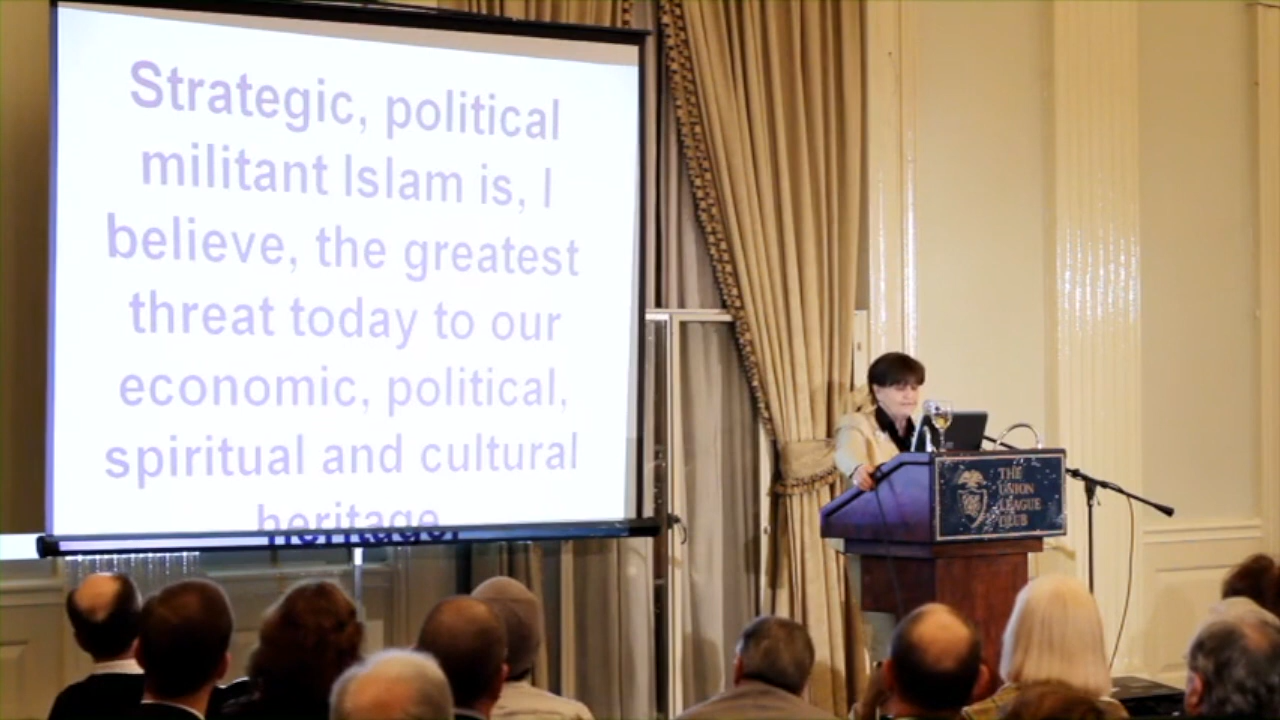 Strategic, political
militant Islam is, I
believe, the greatest
threat today to our
economic, political,
spiritual and cultural
heritage.
THE
UNION
LEAGUE
CLUB